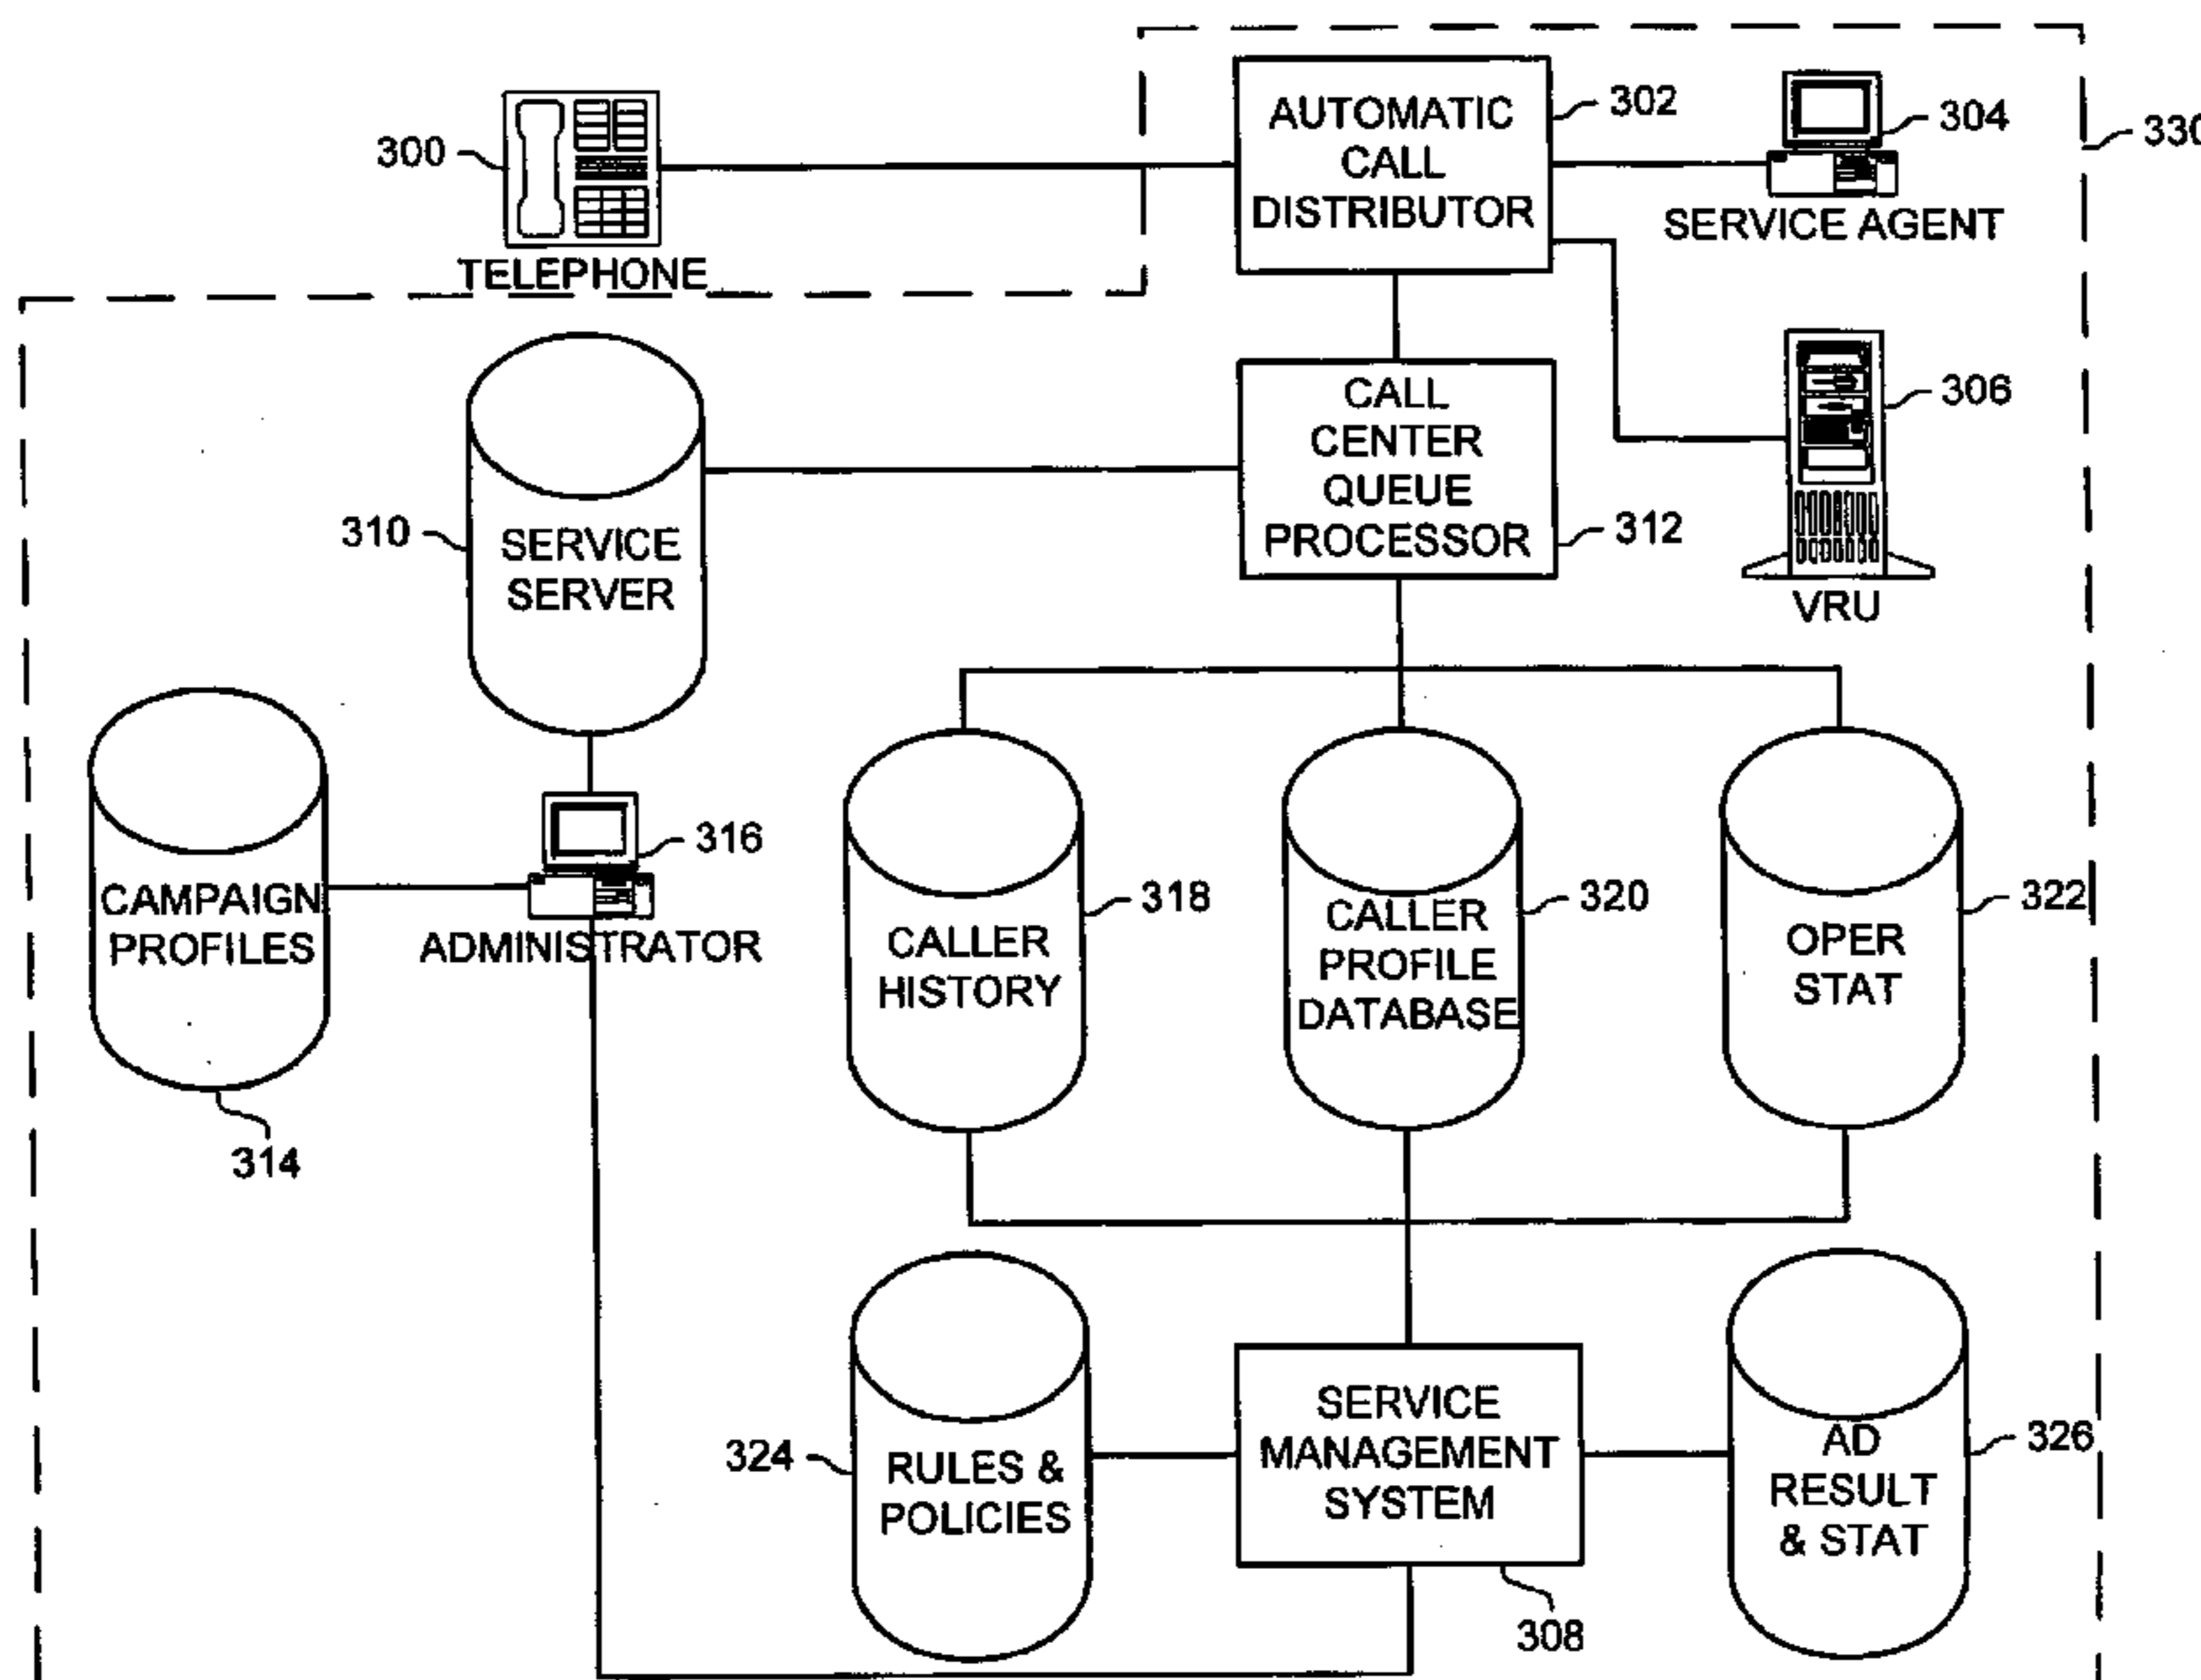 AUTOMATIC
CALL
DISTRIBUTOR
302
304
330
SERVICE AGENT
300
TELEPHONE
CALL
CENTER
QUEUE
PROCESSOR
312
306
VRU
310
SERVICE
SERVER
CAMPAIGN
PROFILES
314
316
ADMINISTRATOR
318
CALLER
HISTORY
320
CALLER
PROFILE
DATABASE
322
OPER
STAT
324
RULES &
POLICIES
SERVICE
MANAGEMENT
SYSTEM
308
326
AD
RESULT
& STAT